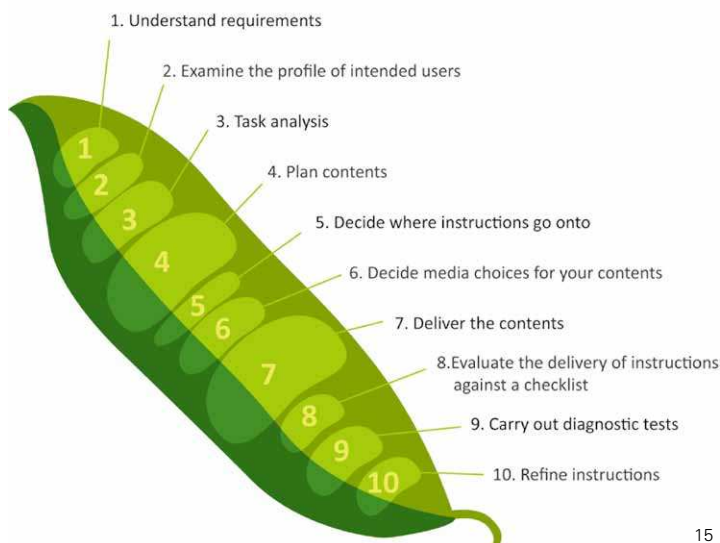 1. Understand requirements
2. Examine the profile of intended users
3. Task analysis
4. Plan contents
5. Decide where instructions go onto
6. Decide media choices for your contents
7. Deliver the contents
8.Evaluate the delivery of instructions
against a checklist
9. Carry out diagnostic tests
10. Refine instructions
1
2
3
4
5
6
7
8
9
10
15